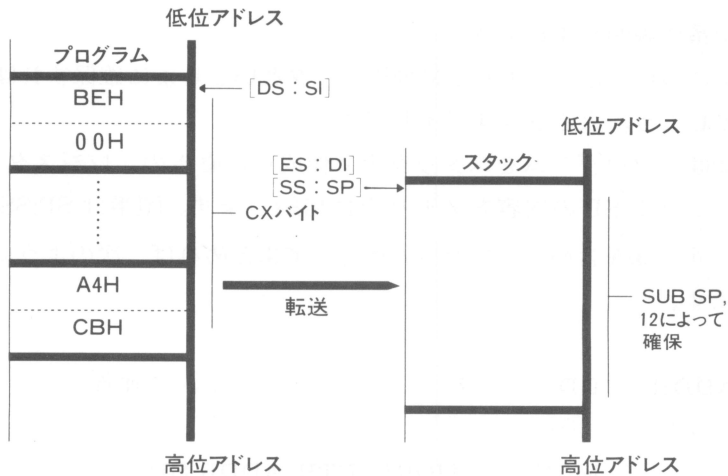 低位アドレス
プログラム
BEH
00H
A4H
CBH
高位アドレス
[DS：SI]
CXバイト
転送
低位アドレス
スタック
[ES：DI]
[SS：SP]
SUB SP,
12によって
確保
高位アドレス